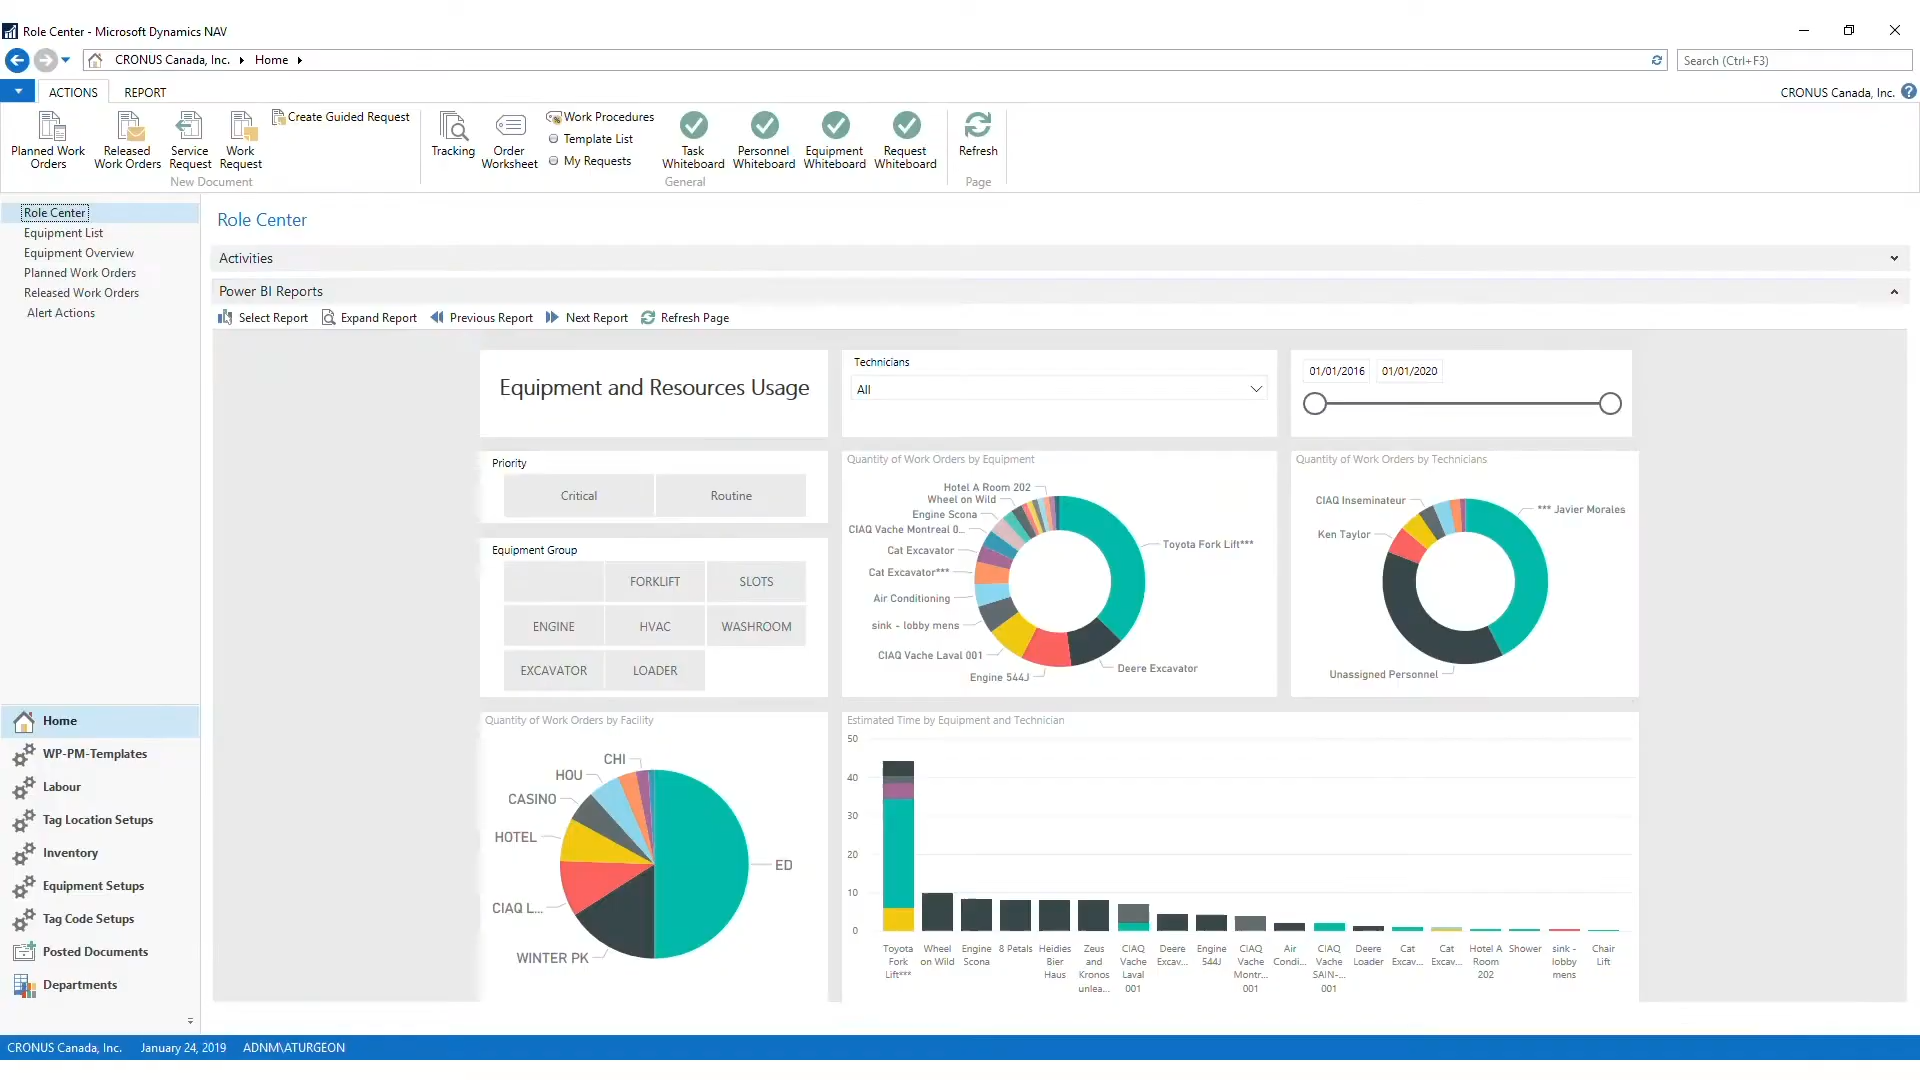 Role Center - Microsoft Dynamics NAV
CRONUS Canada, Inc. Home
Search (Ctrl+F3)
ACTIONS REPORT
CRONUS Canada, Inc.
Planned Work Orders
Released Work Orders
Service Request
Work Request
Create Guided Request
New Document
Tracking
Order Worksheet
Work Procedures
Template List
My Requests
Task Whiteboard
Personnel Whiteboard
Equipment Whiteboard
Request Whiteboard
General
Refresh
Page
Role Center
Equipment List
Equipment Overview
Planned Work Orders
Released Work Orders
Alert Actions
Home
WP-PM-Templates
Labour
Tag Location Setups
Inventory
Equipment Setups
Tag Code Setups
Posted Documents
Departments
Role Center
Activities
Power BI Reports
Select Report Expand Report Previous Report Next Report Refresh Page
Equipment and Resources Usage
Technicians
All
01/01/2016 01/01/2020
Priority
Critical Routine
Equipment Group
FORKLIFT SLOTS
ENGINE HVAC WASHROOM
EXCAVATOR LOADER
Quantity of Work Orders by Equipment
Hotel A Room 202
Wheel on Wild
Engine Scona
CIAQ Vache Montreal 0...
Cat Excavator
Cat Excavator***
Air Conditioning
sink - lobby mens
CIAQ Vache Laval 001
Engine 544J
Toyota Fork Lift***
Deere Excavator
Quantity of Work Orders by Technicians
CIAQ Inseminateur
Ken Taylor
*** Javier Morales
Unassigned Personnel
Quantity of Work Orders by Facility
CHI
HOU
CASINO
HOTEL
CIAQ L...
WINTER PK
ED
Estimated Time by Equipment and Technician
50
40
30
20
10
0
Toyota Fork Lift***
Wheel on Wild
Engine Scona
8 Petals
Heidies Bier Haus
Zeus and Kronos unlea...
CIAQ Vache Laval 001
Deere Excav...
Engine 544J
CIAQ Vache Montr... 001
Air Condi...
CIAQ Vache SAIN-... 001
Deere Loader
Cat Excav...
Cat Excav...
Hotel A Room 202
Shower
sink - lobby mens
Chair Lift
CRONUS Canada, Inc. January 24, 2019 ADNM\ATURGEON